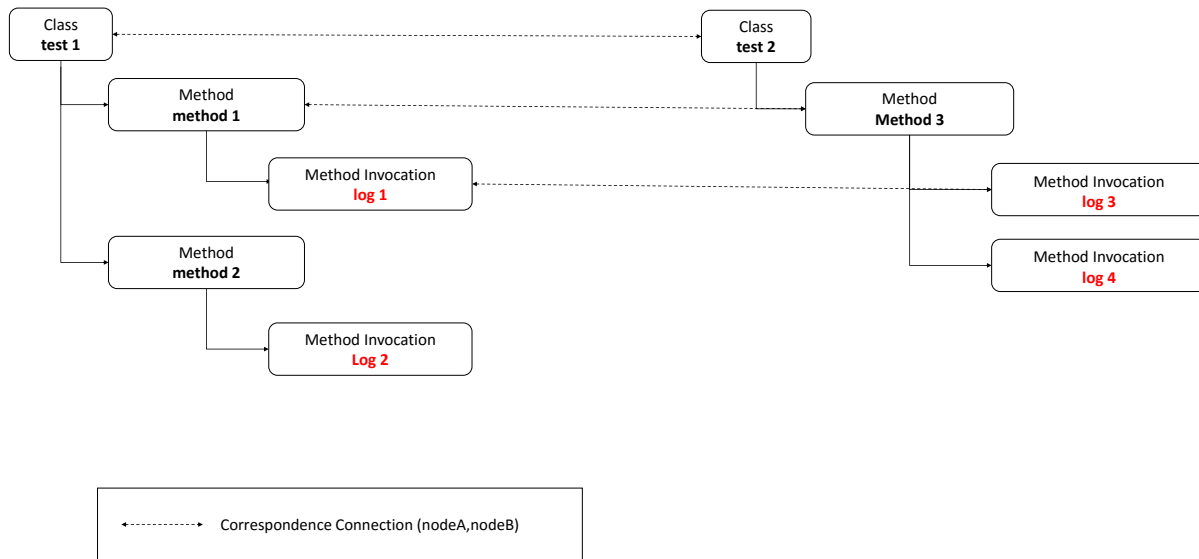 Class
test 1
Class
test 2
Method
method 1
Method
Method 3
Method Invocation
log 1
Method Invocation
log 3
Method
method 2
Method Invocation
log 4
Method Invocation
Log 2
Correspondence Connection (nodeA,nodeB)